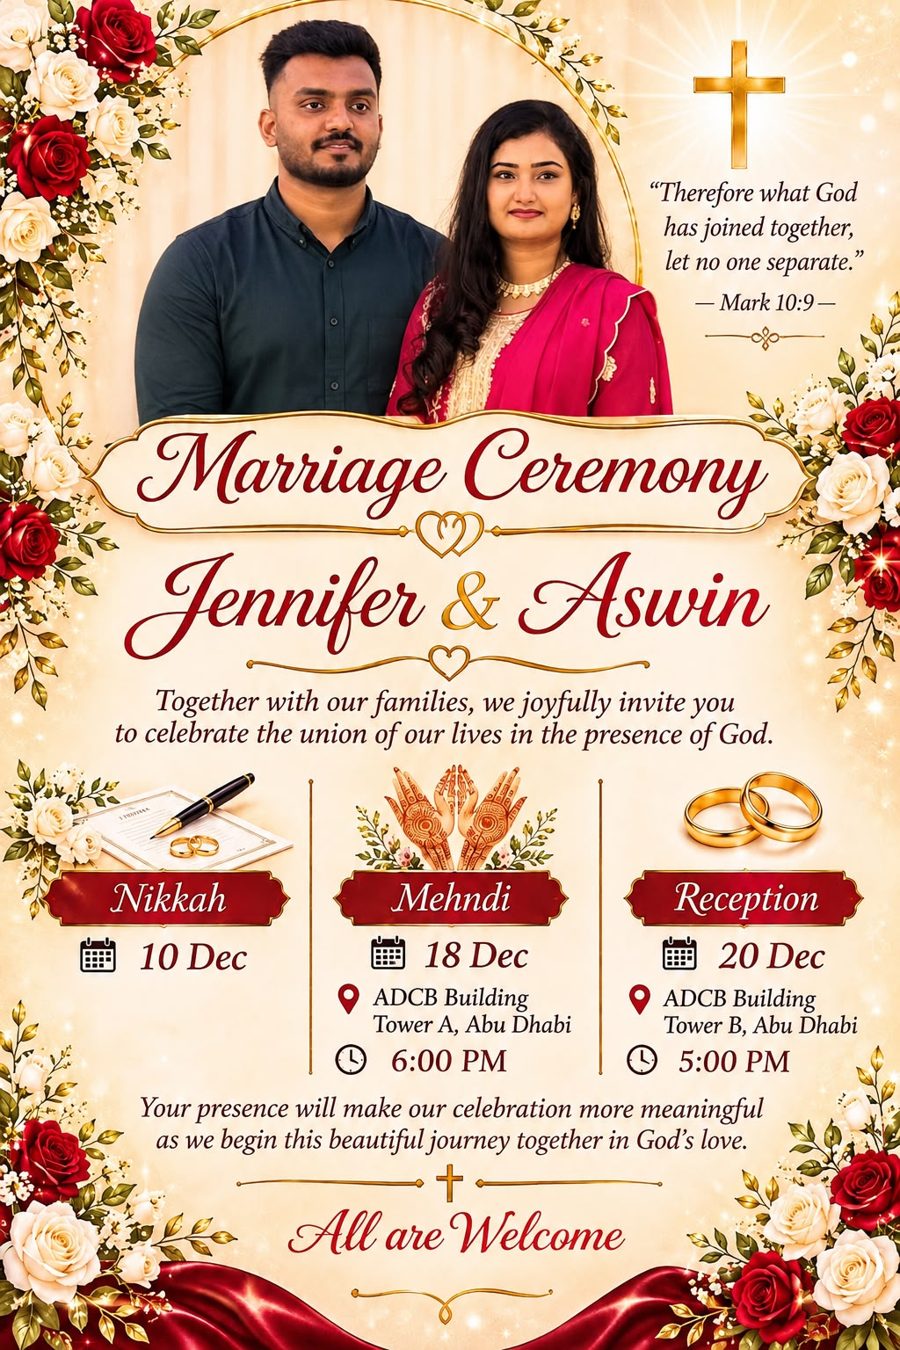 “Therefore what God
has joined together,
let no one separate.”
— Mark 10:9 —
Marriage Ceremony
Jennifer & Aswin
Together with our families, we joyfully invite you
to celebrate the union of our lives in the presence of God.
Nikkah
10 Dec
Mehndi
18 Dec
ADCB Building
Tower A, Abu Dhabi
6:00 PM
Reception
20 Dec
ADCB Building
Tower B, Abu Dhabi
5:00 PM
Your presence will make our celebration more meaningful
as we begin this beautiful journey together in God’s love.
All are Welcome